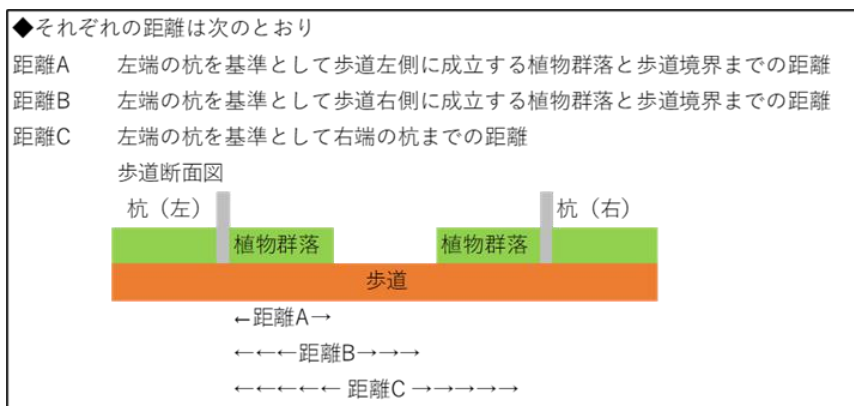 ◆それぞれの距離は次のとおり
距離A 左端の杭を基準として歩道左側に成立する植物群落と歩道境界までの距離
距離B 左端の杭を基準として歩道右側に成立する植物群落と歩道境界までの距離
距離C 左端の杭を基準として右端の杭までの距離
歩道断面図
杭（左） 杭（右）
植物群落 植物群落
歩道
←距離A→
←←←距離B→→→
←←←←← 距離C →→→→→